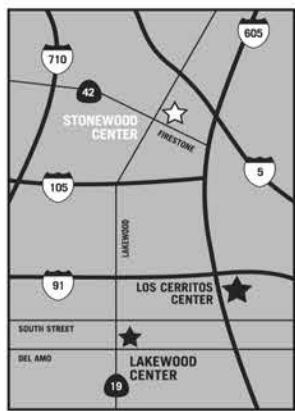 605
710
42
STONEWOOD
CENTER
FIRESTONE
5
105
LAKEWOOD
91
LOS CERRITOS
CENTER
SOUTH STREET
DEL AMO
LAKEWOOD
CENTER
19